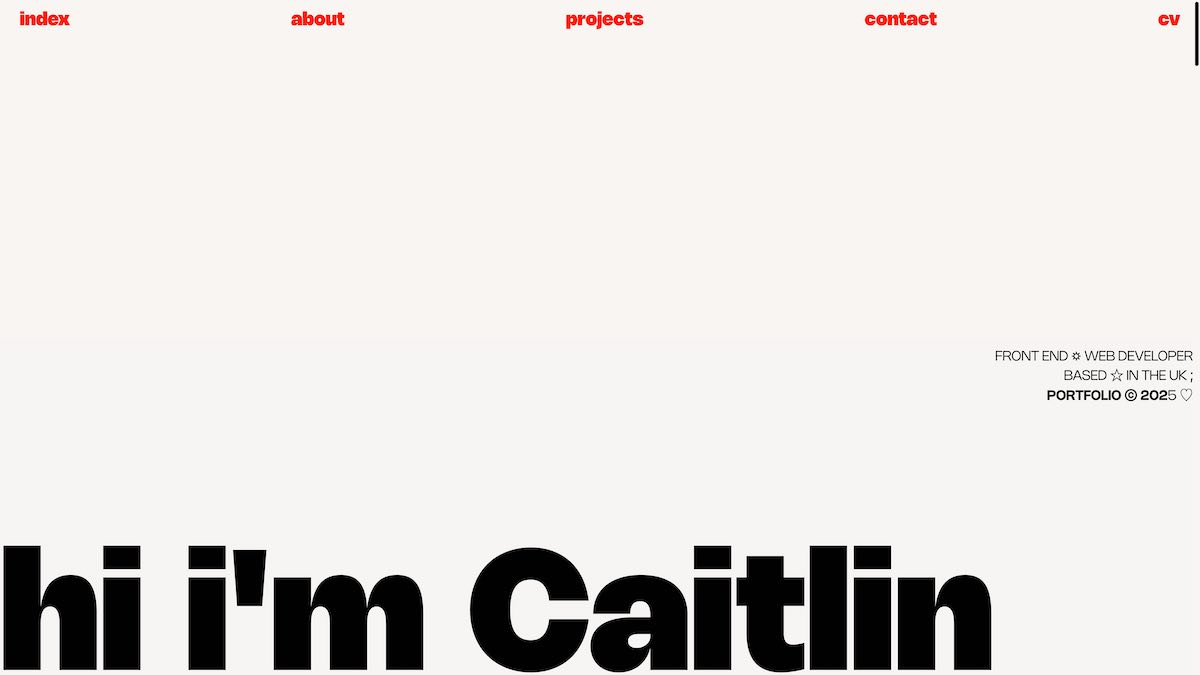 index about projects contact cv
FRONT END ✵ WEB DEVELOPER
BASED ☆ IN THE UK ;
PORTFOLIO © 2025 ♡
hi i'm Caitlin